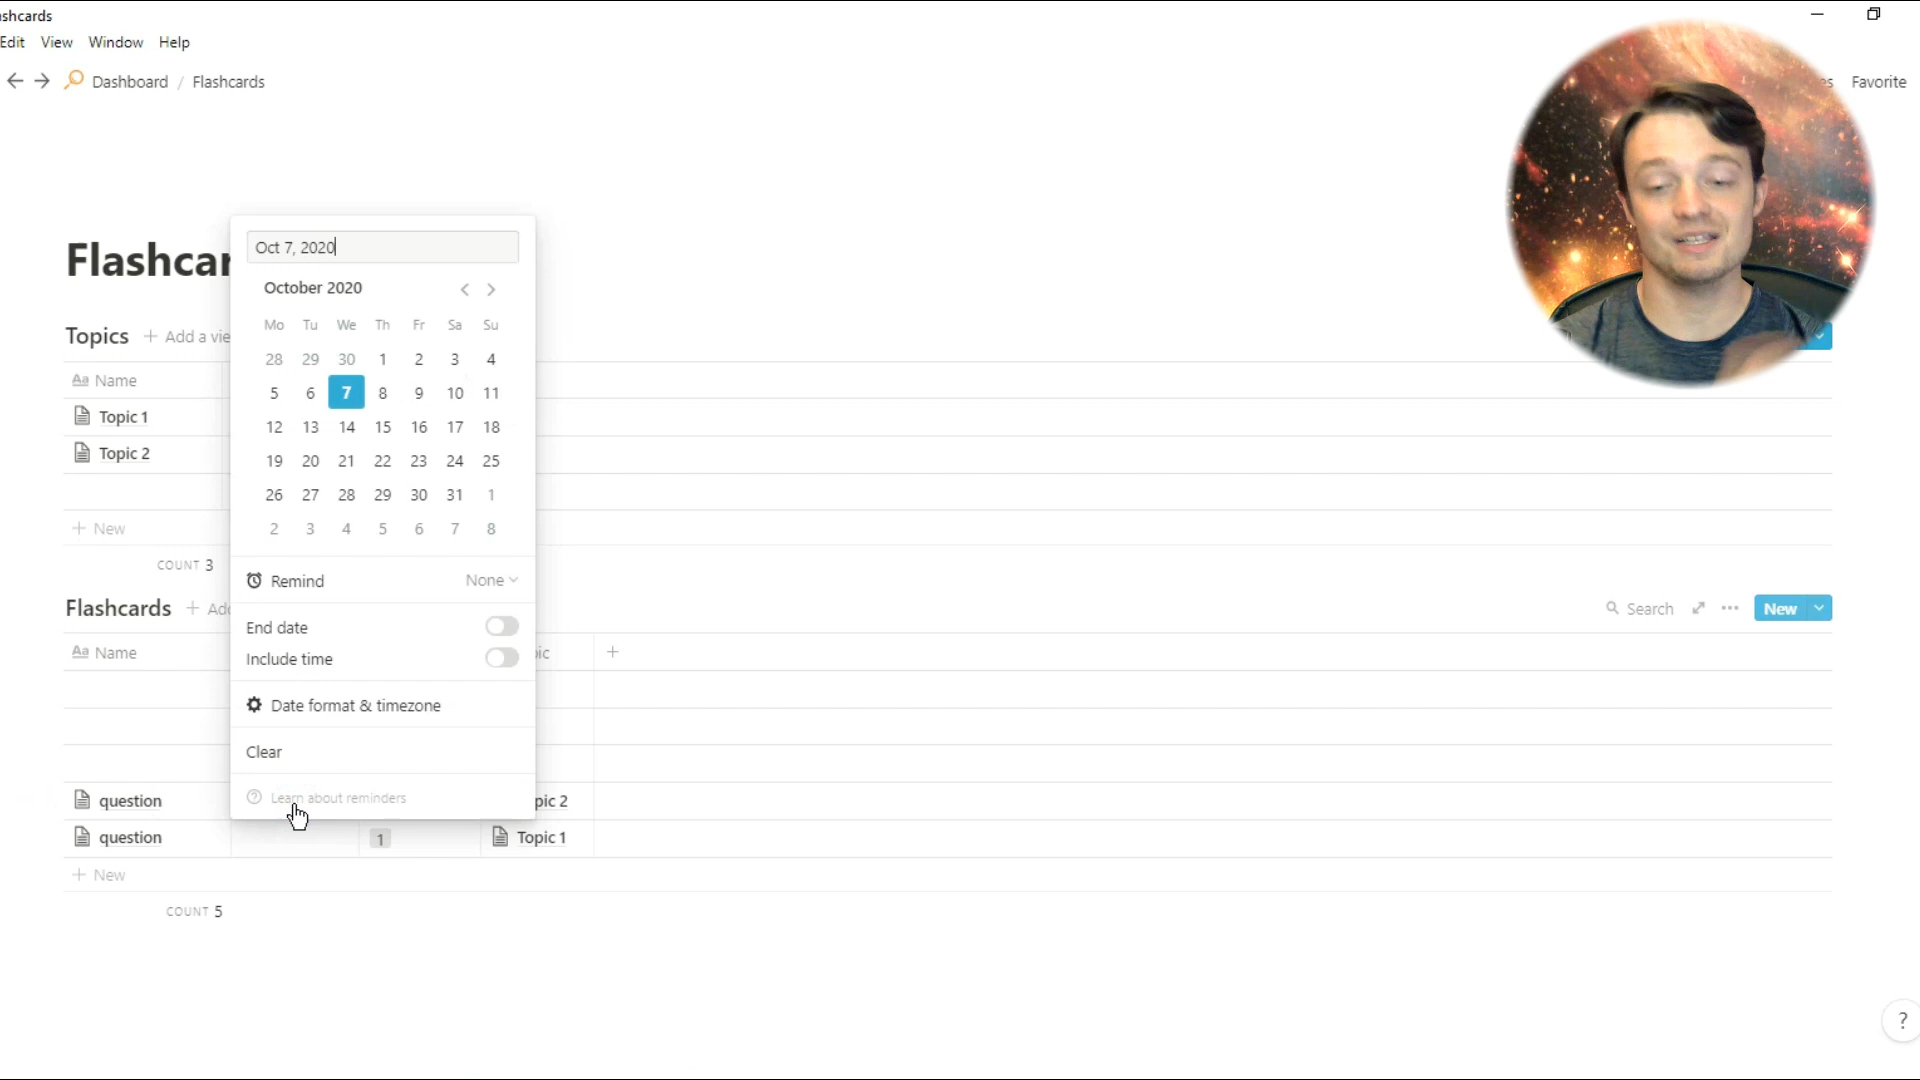 shcards
Edit View Window Help
Dashboard / Flashcards
Favorite
Flashcar
Oct 7, 2020
October 2020
Mo Tu We Th Fr Sa Su
28 29 30 1 2 3 4
5 6 7 8 9 10 11
12 13 14 15 16 17 18
19 20 21 22 23 24 25
26 27 28 29 30 31 1
2 3 4 5 6 7 8
Topics + Add a vie
Aa Name
Topic 1
Topic 2
+ New
COUNT 3
Remind None
End date
Include time
Date format & timezone
Clear
Learn about reminders
Flashcards + Add
Search ... New
Aa Name ic +
question pic 2
question 1 Topic 1
+ New
COUNT 5
?